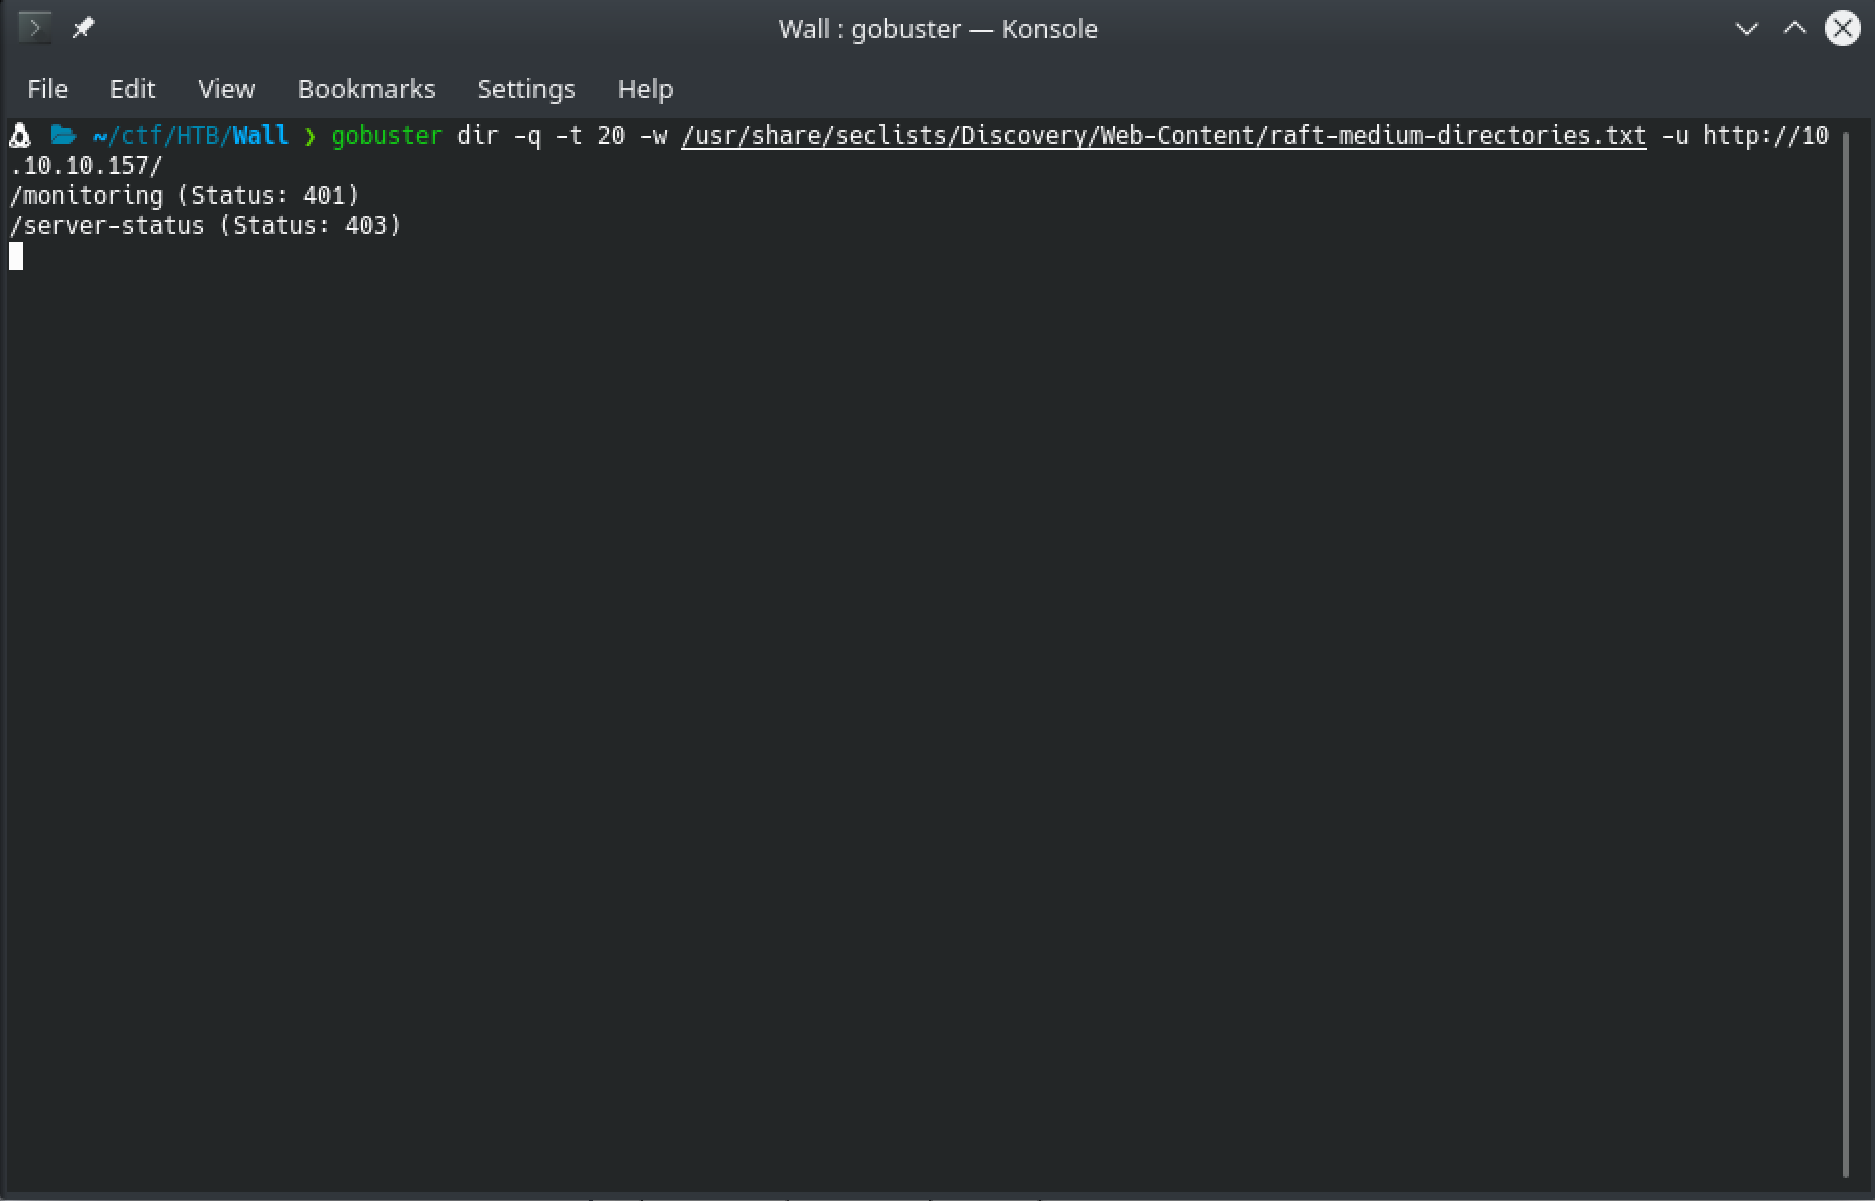 Wall : gobuster — Konsole
File Edit View Bookmarks Settings Help
~/ctf/HTB/Wall ❯ gobuster dir -q -t 20 -w /usr/share/seclists/Discovery/Web-Content/raft-medium-directories.txt -u http://10
.10.10.157/
/monitoring (Status: 401)
/server-status (Status: 403)